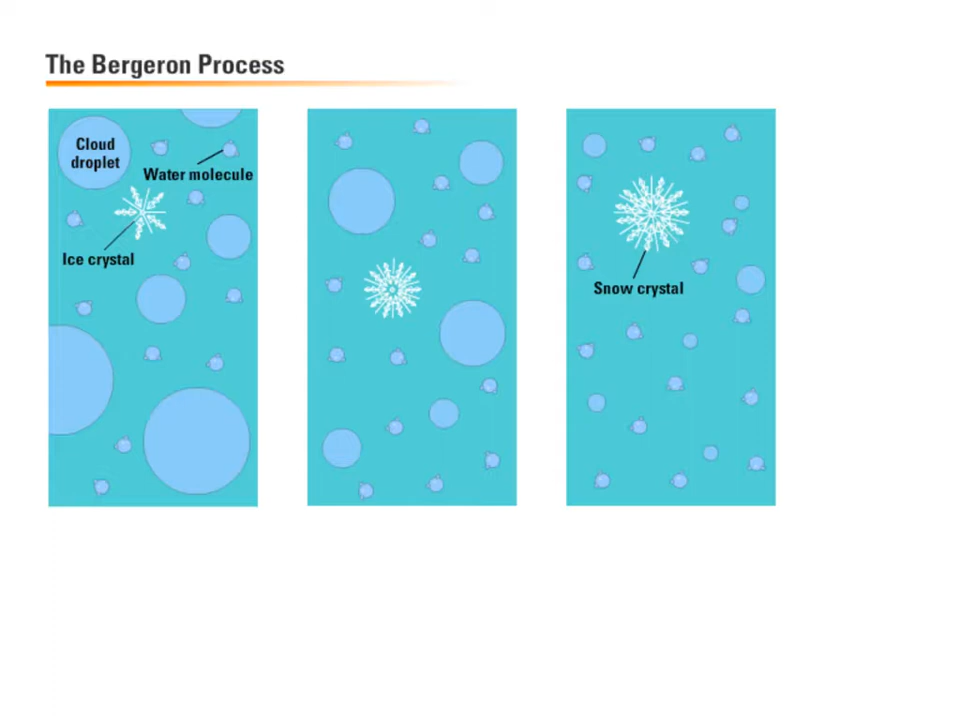 The Bergeron Process
Cloud
droplet
Water molecule
Ice crystal
Snow crystal